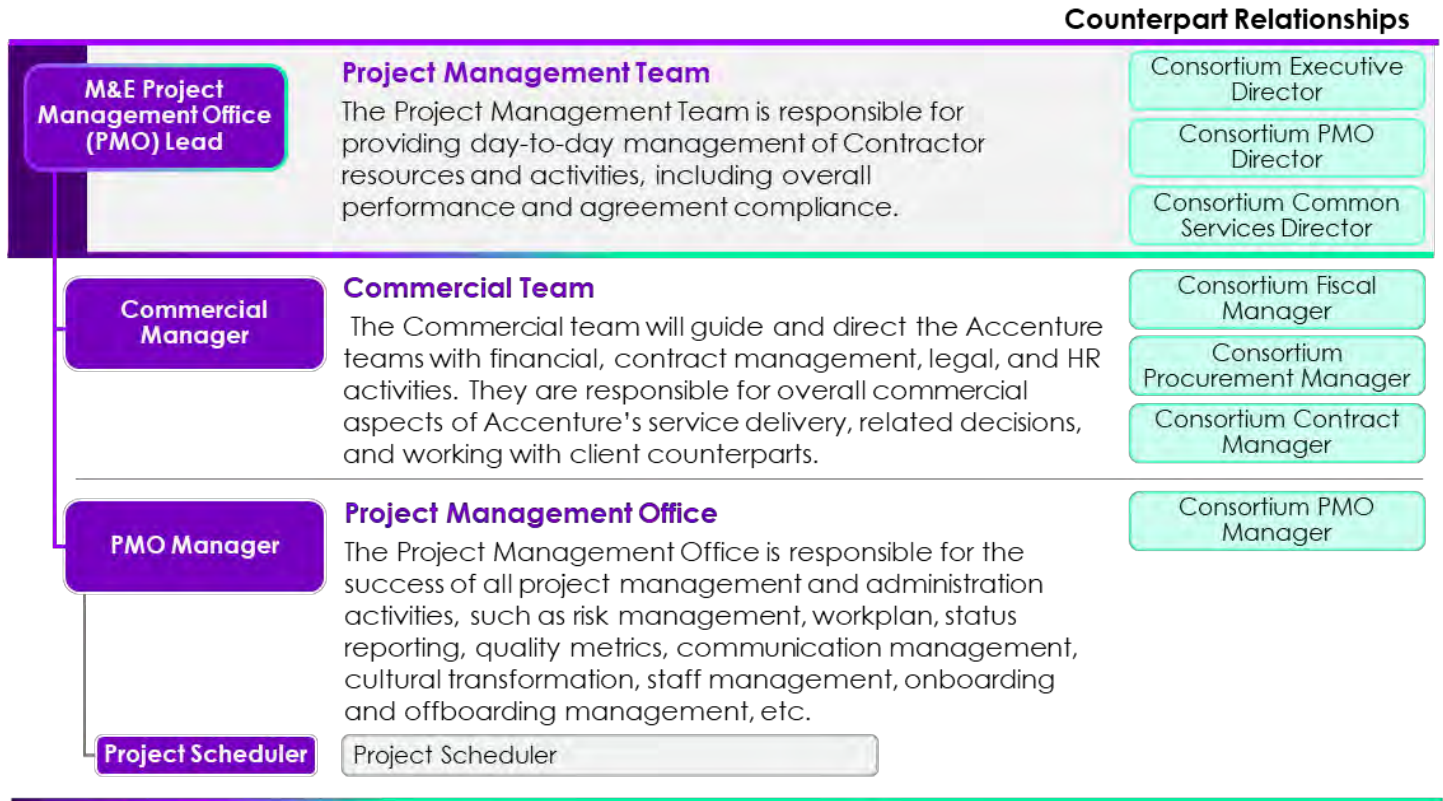 Counterpart Relationships
M&E Project
Management Office
(PMO) Lead
Project Management Team
The Project Management Team is responsible for
providing day-to-day management of Contractor
resources and activities, including overall
performance and agreement compliance.
Consortium Executive
Director
Consortium PMO
Director
Consortium Common
Services Director
Commercial
Manager
Commercial Team
The Commercial team will guide and direct the Accenture
teams with financial, contract management, legal, and HR
activities. They are responsible for overall commercial
aspects of Accenture’s service delivery, related decisions,
and working with client counterparts.
Consortium Fiscal
Manager
Consortium
Procurement Manager
Consortium Contract
Manager
PMO Manager
Project Management Office
The Project Management Office is responsible for the
success of all project management and administration
activities, such as risk management, workplan, status
reporting, quality metrics, communication management,
cultural transformation, staff management, onboarding
and offboarding management, etc.
Consortium PMO
Manager
Project Scheduler
Project Scheduler